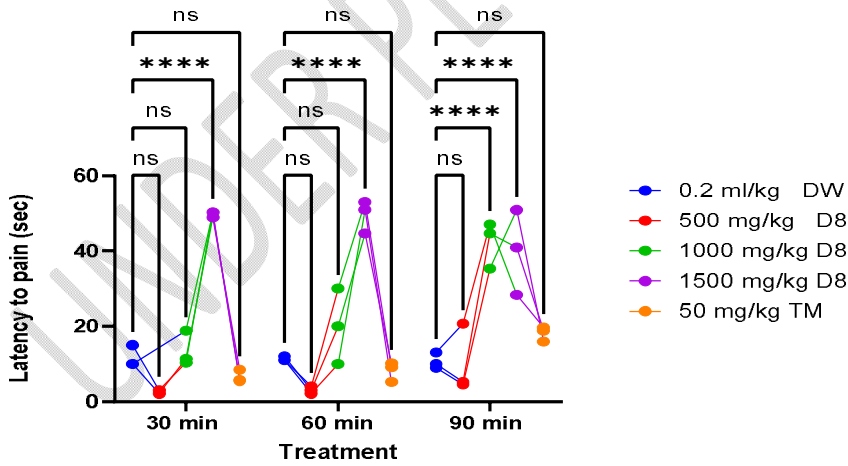 ns ns ns
**** **** ****
ns ns ****
ns ns ns
60
40
20
0
Latency to pain (sec)
30 min 60 min 90 min
Treatment
0.2 ml/kg DW
500 mg/kg D8
1000 mg/kg D8
1500 mg/kg D8
50 mg/kg TM
UNDER PE